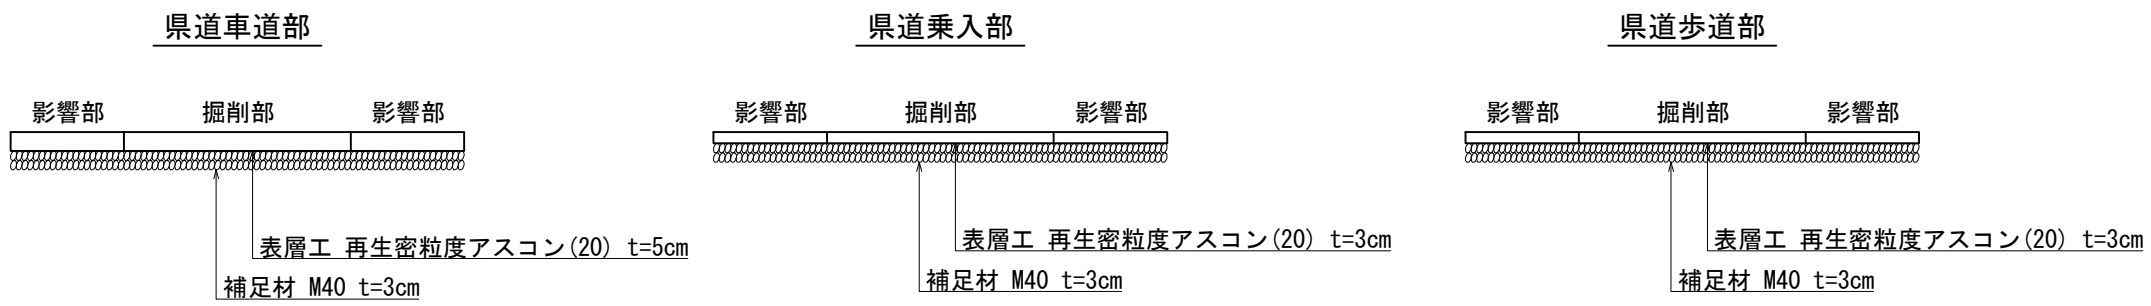 県道車道部
影響部 掘削部 影響部
表層工 再生密粒度アスコン(20) t=5cm
補足材 M40 t=3cm
県道乗入部
影響部 掘削部 影響部
表層工 再生密粒度アスコン(20) t=3cm
補足材 M40 t=3cm
県道歩道部
影響部 掘削部 影響部
表層工 再生密粒度アスコン(20) t=3cm
補足材 M40 t=3cm